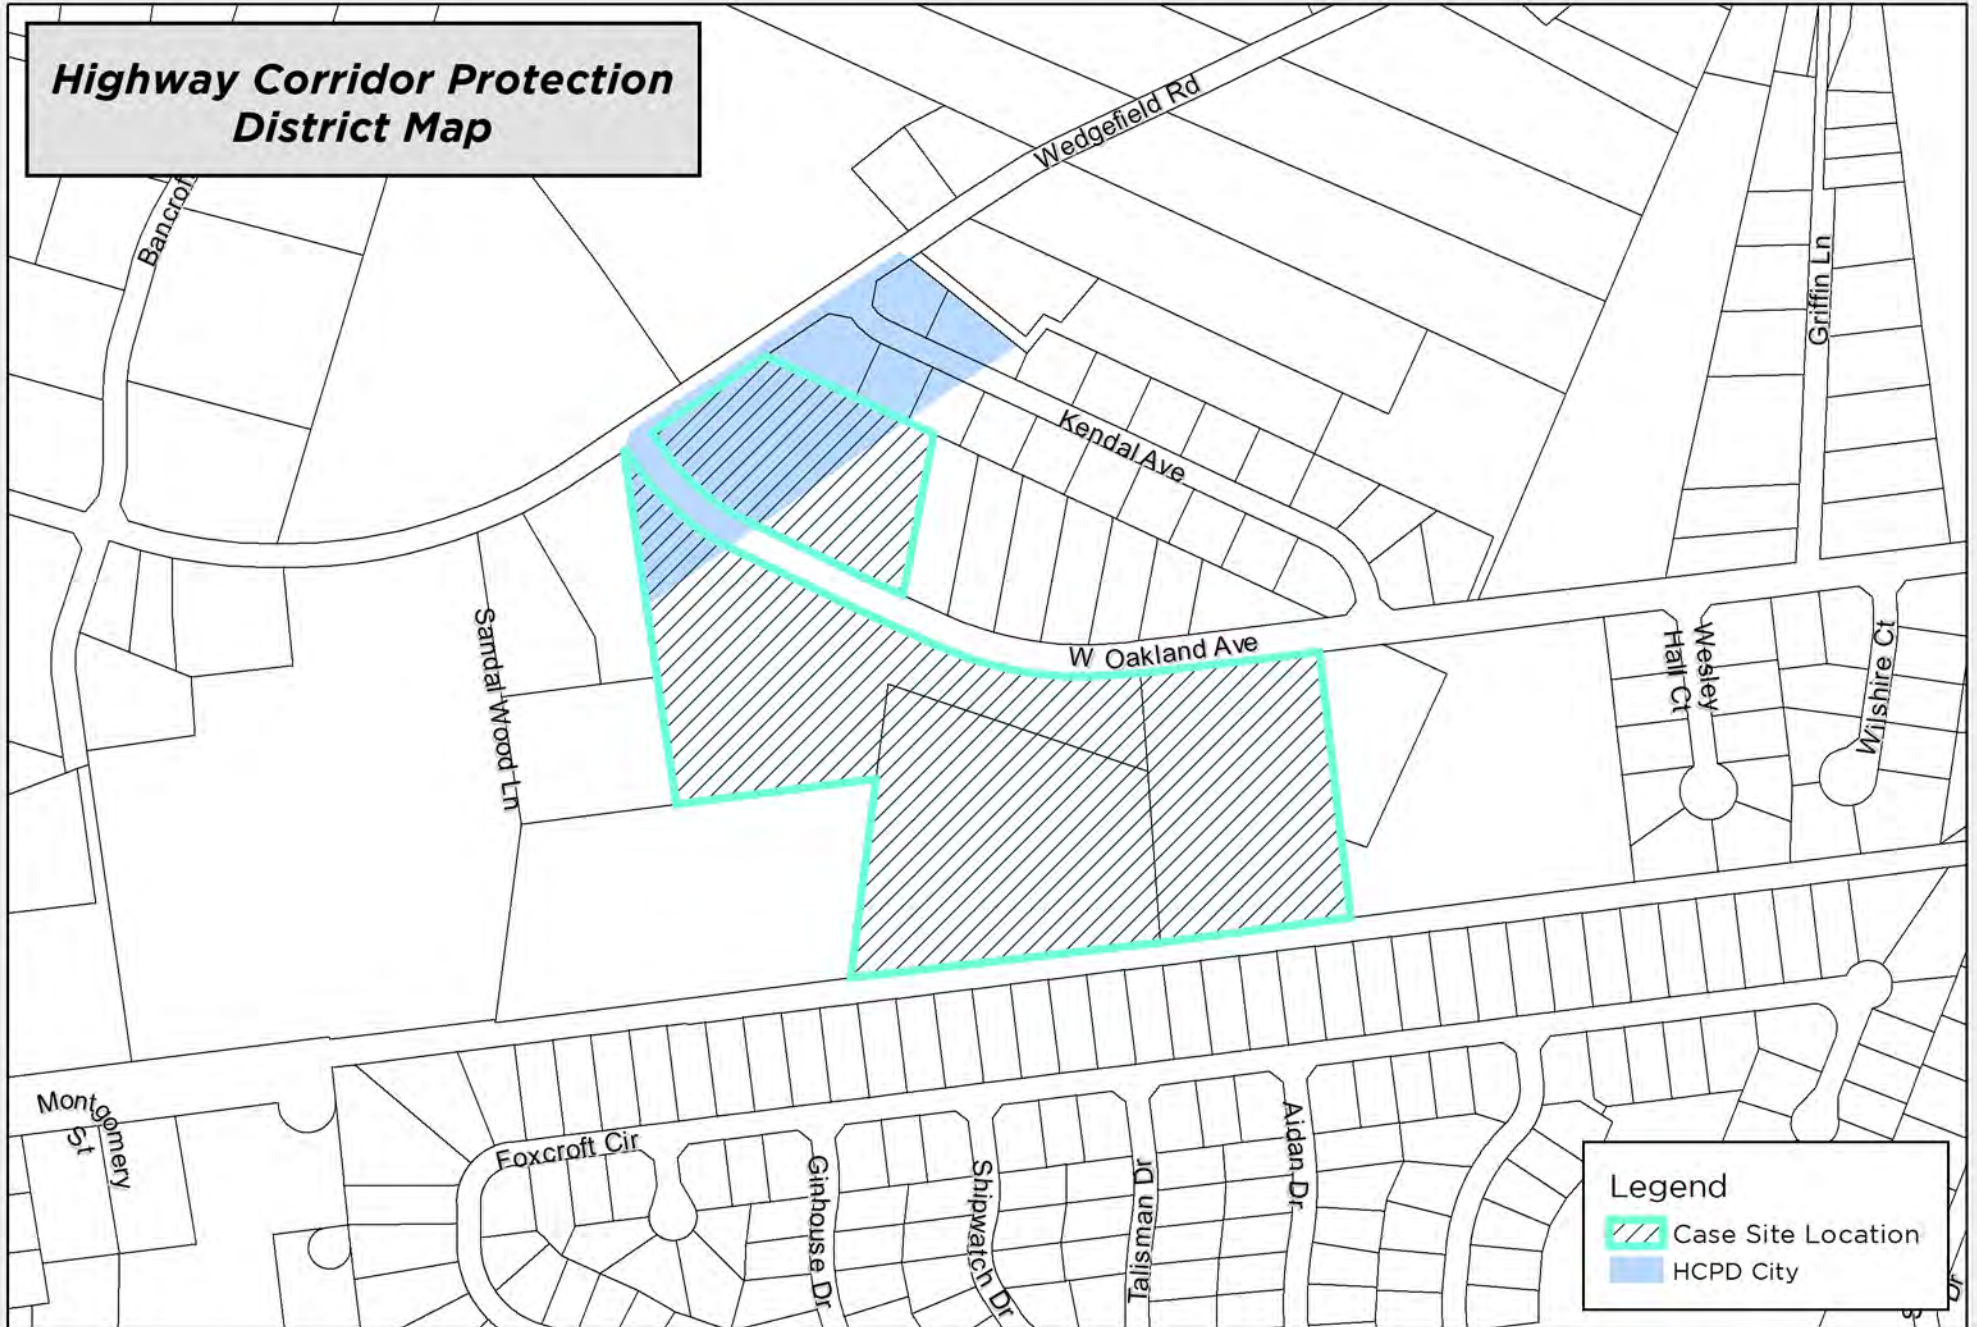 Highway Corridor Protection
District Map
Wedgefield Rd
Griffin Ln
Kendal Ave
W Oakland Ave
Sandal Wood Ln
Wesley
Hall Ct
Wilshire Ct
Montgomery
St
Foxcroft Cir
Ginhouse Dr
Shipwatch Dr
Talisman Dr
Aidan Dr
Legend
Case Site Location
HCPD City
Dr